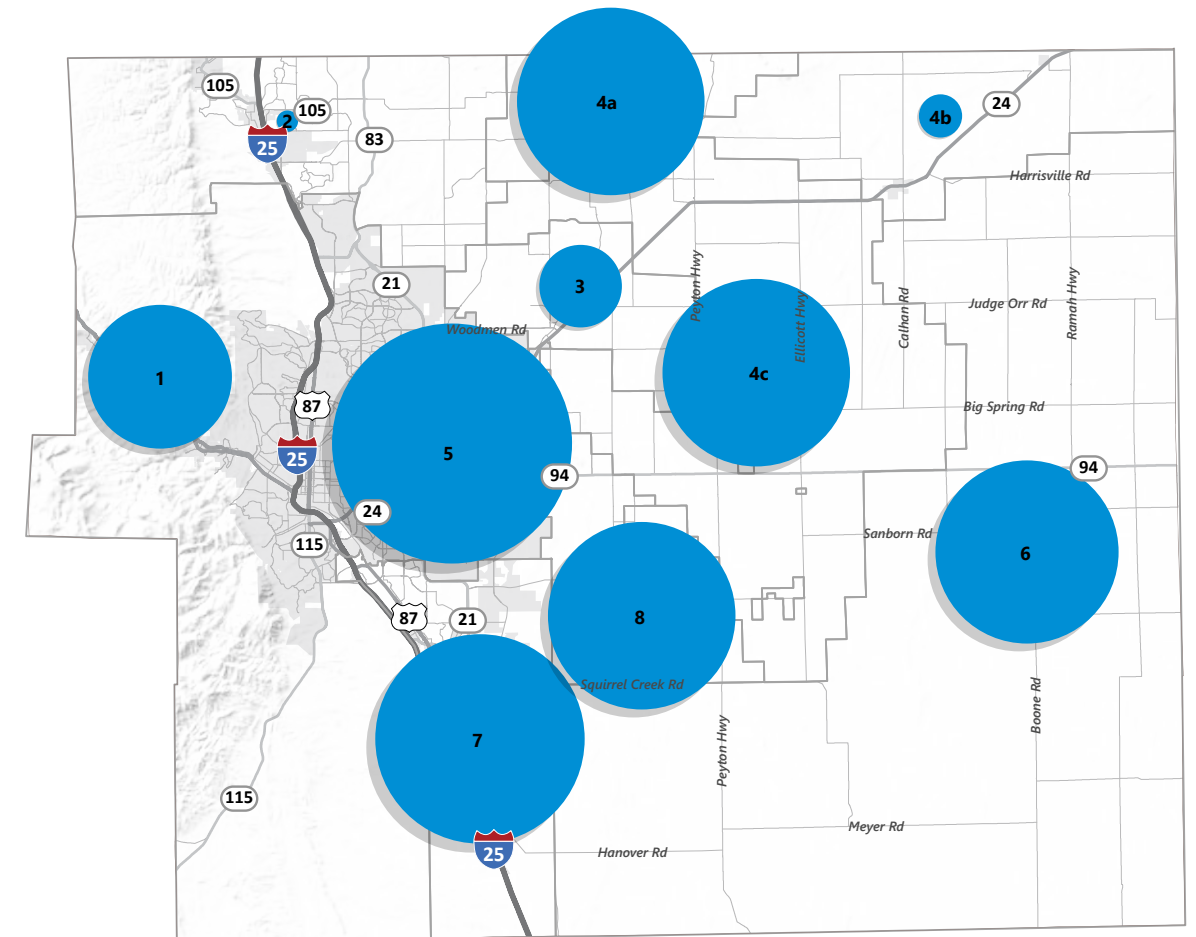 4a
105
2
105
4b
24
83
25
Harrisville Rd
Peyton Hwy
21
3
Ellicott Hwy
Calhan Rd
Judge Orr Rd
Ramah Hwy
Woodmen Rd
1
4c
87
Big Spring Rd
25
5
94
94
24
Sanborn Rd
115
6
87
21
8
Squirrel Creek Rd
Boone Rd
7
Peyton Hwy
115
Meyer Rd
25
Hanover Rd